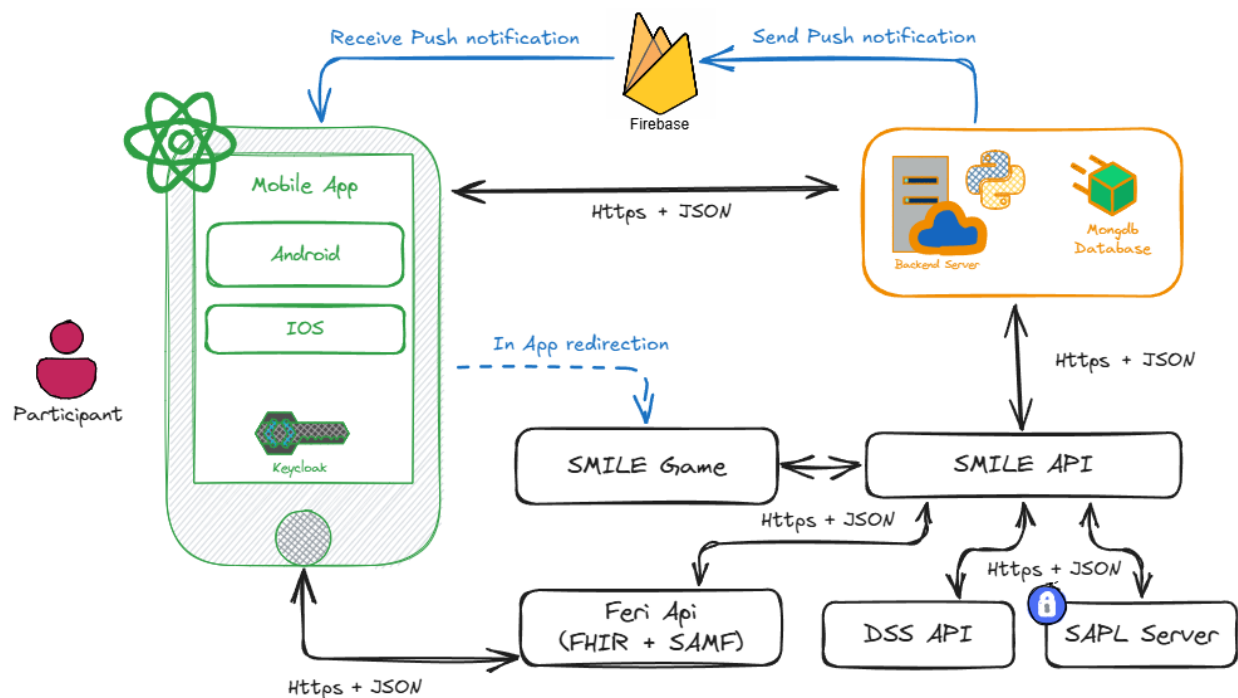 Receive Push notification
Send Push notification
Firebase
Mobile App
Android
IOS
Keycloak
Participant
Https + JSON
Backend Server
Mongdb
Database
In App redirection
Https + JSON
SMILE Game
SMILE API
Https + JSON
Https + JSON
Feri Api
(FHIR + SAMF)
DSS API
SAPL Server
Https + JSON